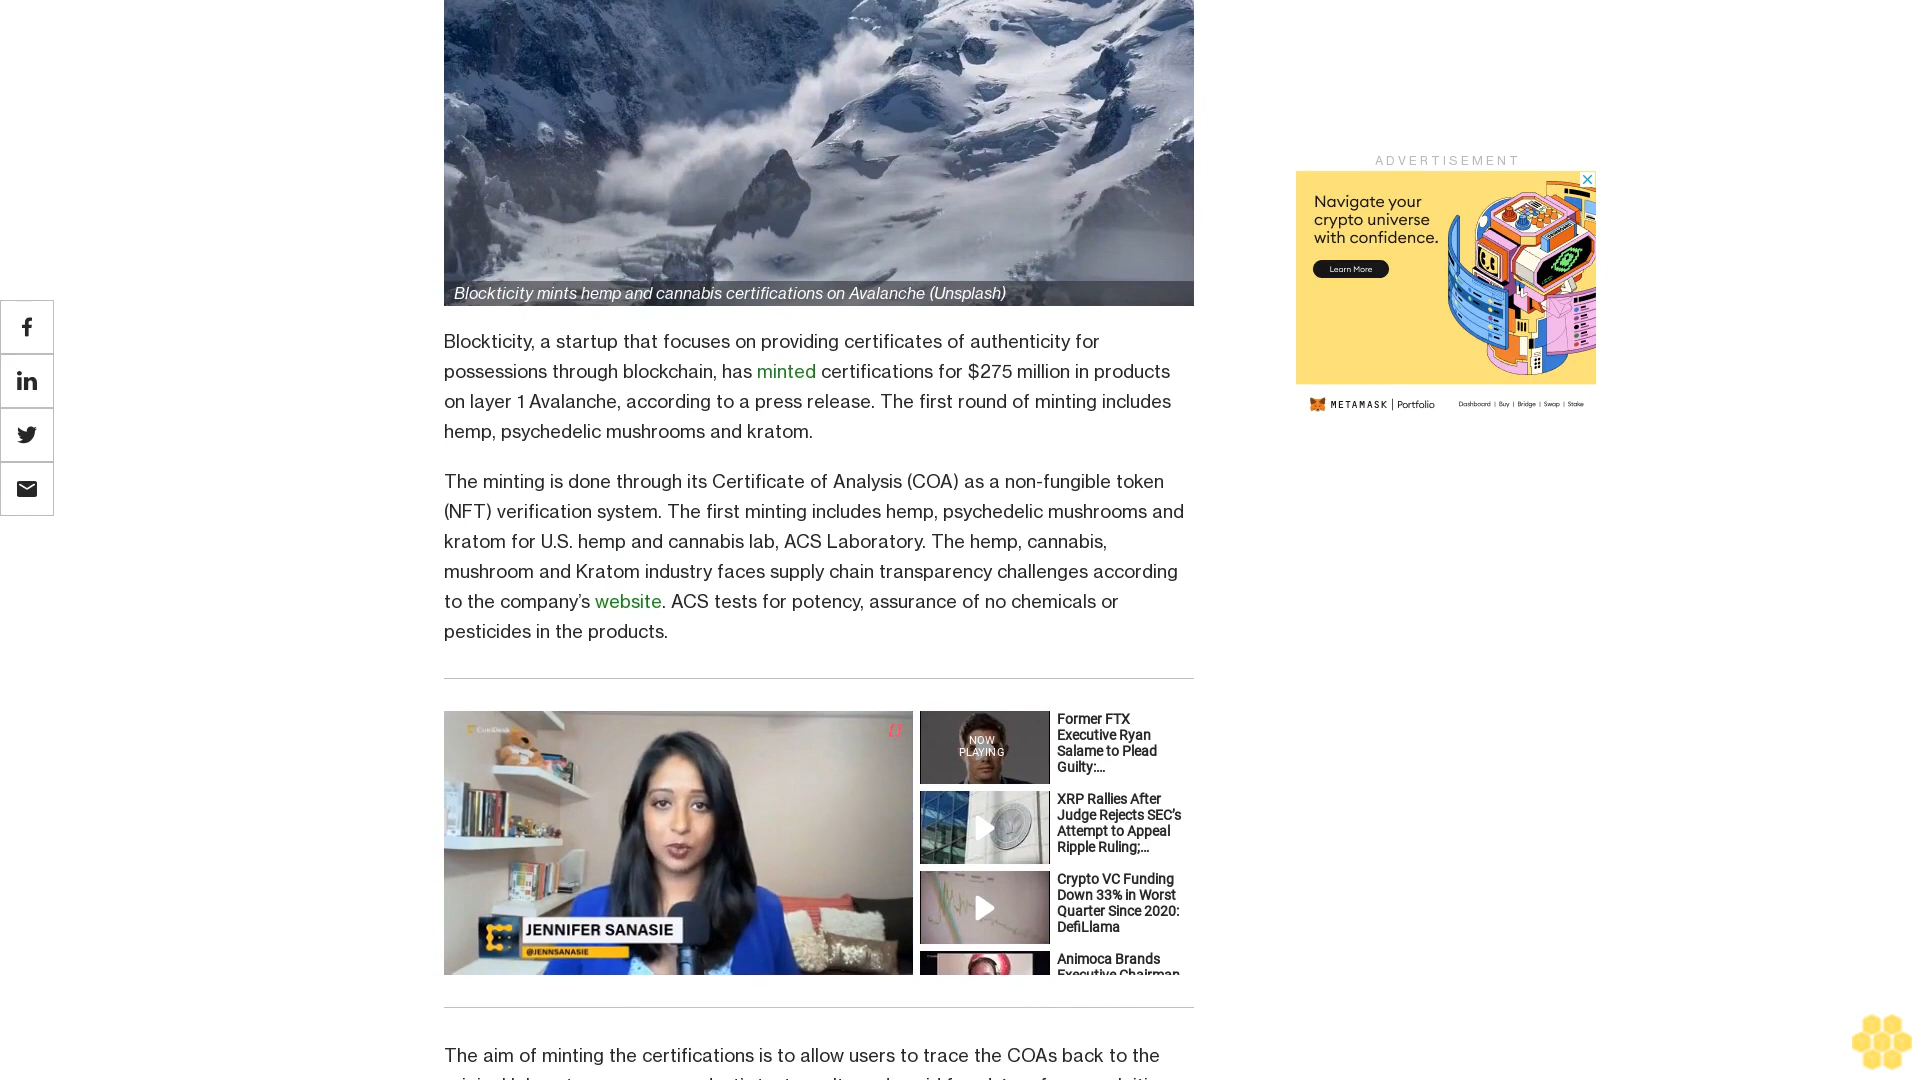 Blockticity mints hemp and cannabis certifications on Avalanche (Unsplash)
Blockticity, a startup that focuses on providing certificates of authenticity for
possessions through blockchain, has minted certifications for $275 million in products
on layer 1 Avalanche, according to a press release. The first round of minting includes
hemp, psychedelic mushrooms and kratom.
The minting is done through its Certificate of Analysis (COA) as a non-fungible token
(NFT) verification system. The first minting includes hemp, psychedelic mushrooms and
kratom for U.S. hemp and cannabis lab, ACS Laboratory. The hemp, cannabis,
mushroom and Kratom industry faces supply chain transparency challenges according
to the company’s website. ACS tests for potency, assurance of no chemicals or
pesticides in the products.
CoinDesk
JENNIFER SANASIE
@JENNSANASIE
NOW
PLAYING
Former FTX
Executive Ryan
Salame to Plead
Guilty:...
XRP Rallies After
Judge Rejects SEC’s
Attempt to Appeal
Ripple Ruling;...
Crypto VC Funding
Down 33% in Worst
Quarter Since 2020:
DefiLlama
Animoca Brands
Executive Chairman
The aim of minting the certifications is to allow users to trace the COAs back to the
ADVERTISEMENT
Navigate your
crypto universe
with confidence.
Learn More
METAMASK | Portfolio
Dashboard | Buy | Bridge | Swap | Stake